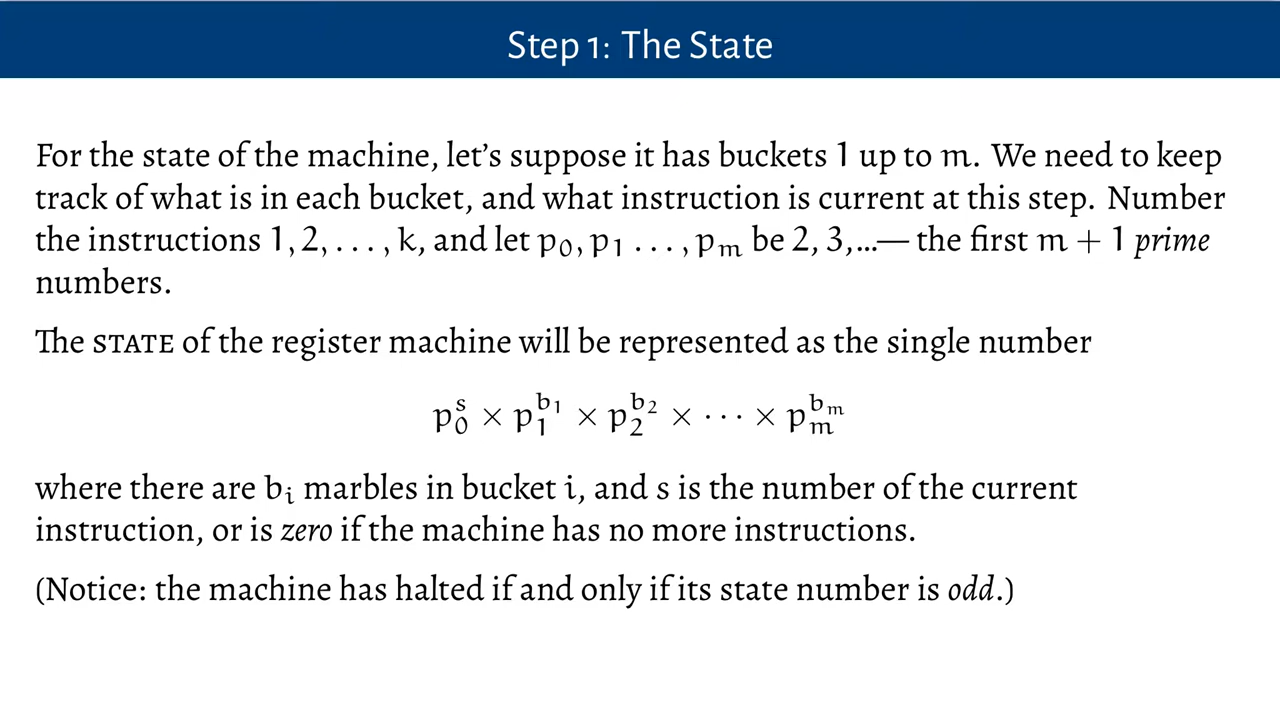 Step 1: The State
For the state of the machine, let's suppose it has buckets 1 up to m. We need to keep
track of what is in each bucket, and what instruction is current at this step. Number
the instructions 1, 2, . . . , k, and let p₀, p₁ . . . , pₘ be 2, 3,…— the first m + 1 prime
numbers.
The STATE of the register machine will be represented as the single number
p₀^s × p₁^{b₁} × p₂^{b₂} × · · · × pₘ^{bₘ}
where there are bᵢ marbles in bucket i, and s is the number of the current
instruction, or is zero if the machine has no more instructions.
(Notice: the machine has halted if and only if its state number is odd.)